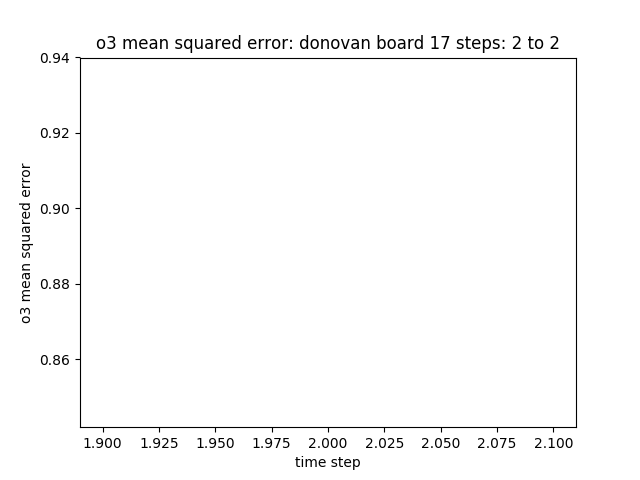 o3 mean squared error: donovan board 17 steps: 2 to 2
0.94
0.92
0.90
0.88
0.86
o3 mean squared error
1.900 1.925 1.950 1.975 2.000 2.025 2.050 2.075 2.100
time step